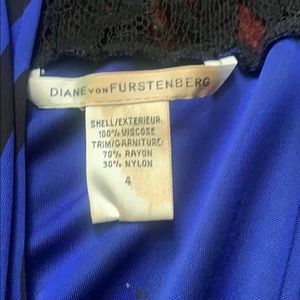 DIANE VON FURSTENBERG
SHELL/EXTERIEUR:
100% VISCOSE
TRIM/GARNITURE:
70% RAYON
30% NYLON
4